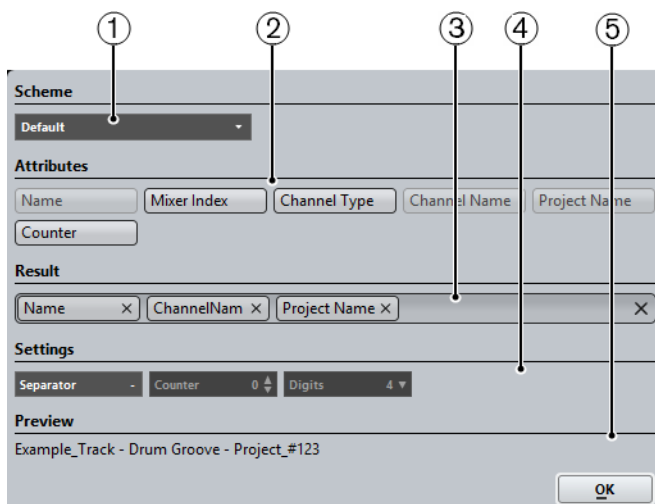 ① ② ③ ④ ⑤
Scheme
Default
Attributes
Name Mixer Index Channel Type Channel Name Project Name
Counter
Result
Name × ChannelNam × Project Name × ×
Settings
Separator - Counter 0 Digits 4
Preview
Example_Track - Drum Groove - Project_#123
OK